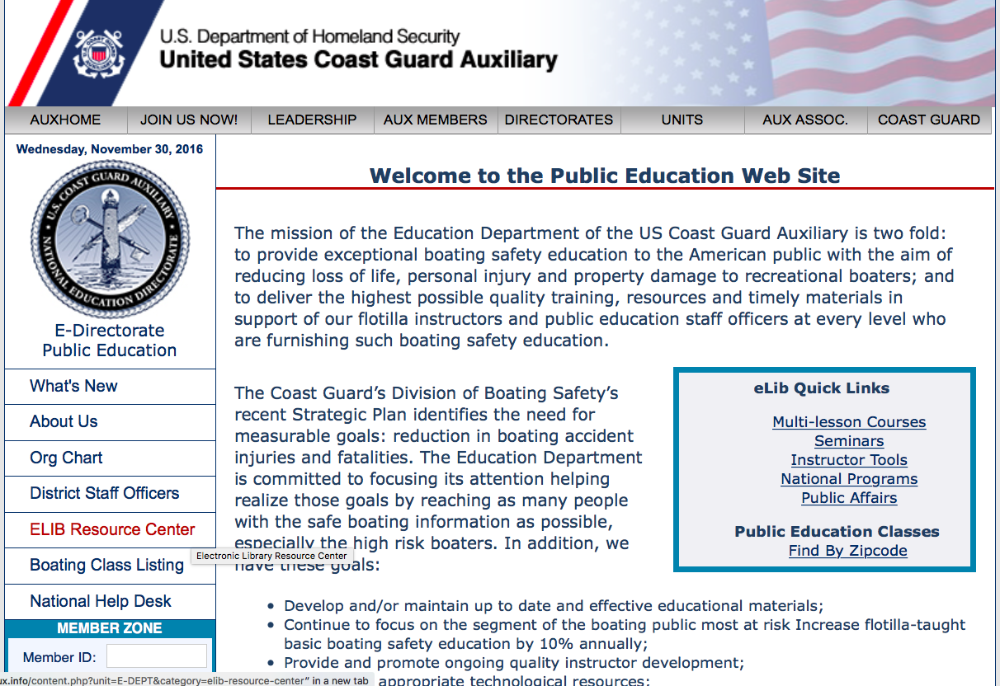 U.S. Department of Homeland Security
United States Coast Guard Auxiliary
AUXHOME JOIN US NOW! LEADERSHIP AUX MEMBERS DIRECTORATES UNITS AUX ASSOC. COAST GUARD
Wednesday, November 30, 2016
U.S. COAST GUARD AUXILIARY
NATIONAL EDUCATION DIRECTORATE
E-Directorate
Public Education
What's New
About Us
Org Chart
District Staff Officers
ELIB Resource Center
Electronic Library Resource Center
Boating Class Listing
National Help Desk
MEMBER ZONE
Member ID:
Welcome to the Public Education Web Site
The mission of the Education Department of the US Coast Guard Auxiliary is two fold:
to provide exceptional boating safety education to the American public with the aim of
reducing loss of life, personal injury and property damage to recreational boaters; and
to deliver the highest possible quality training, resources and timely materials in
support of our flotilla instructors and public education staff officers at every level who
are furnishing such boating safety education.
The Coast Guard’s Division of Boating Safety’s
recent Strategic Plan identifies the need for
measurable goals: reduction in boating accident
injuries and fatalities. The Education Department
is committed to focusing its attention helping
realize those goals by reaching as many people
with the safe boating information as possible,
especially the high risk boaters. In addition, we
have these goals:
eLib Quick Links
Multi-lesson Courses
Seminars
Instructor Tools
National Programs
Public Affairs
Public Education Classes
Find By Zipcode
• Develop and/or maintain up to date and effective educational materials;
• Continue to focus on the segment of the boating public most at risk Increase flotilla-taught
basic boating safety education by 10% annually;
• Provide and promote ongoing quality instructor development;
appropriate technological resources;
ux.info/content.php?unit=E-DEPT&category=elib-resource-center” in a new tab